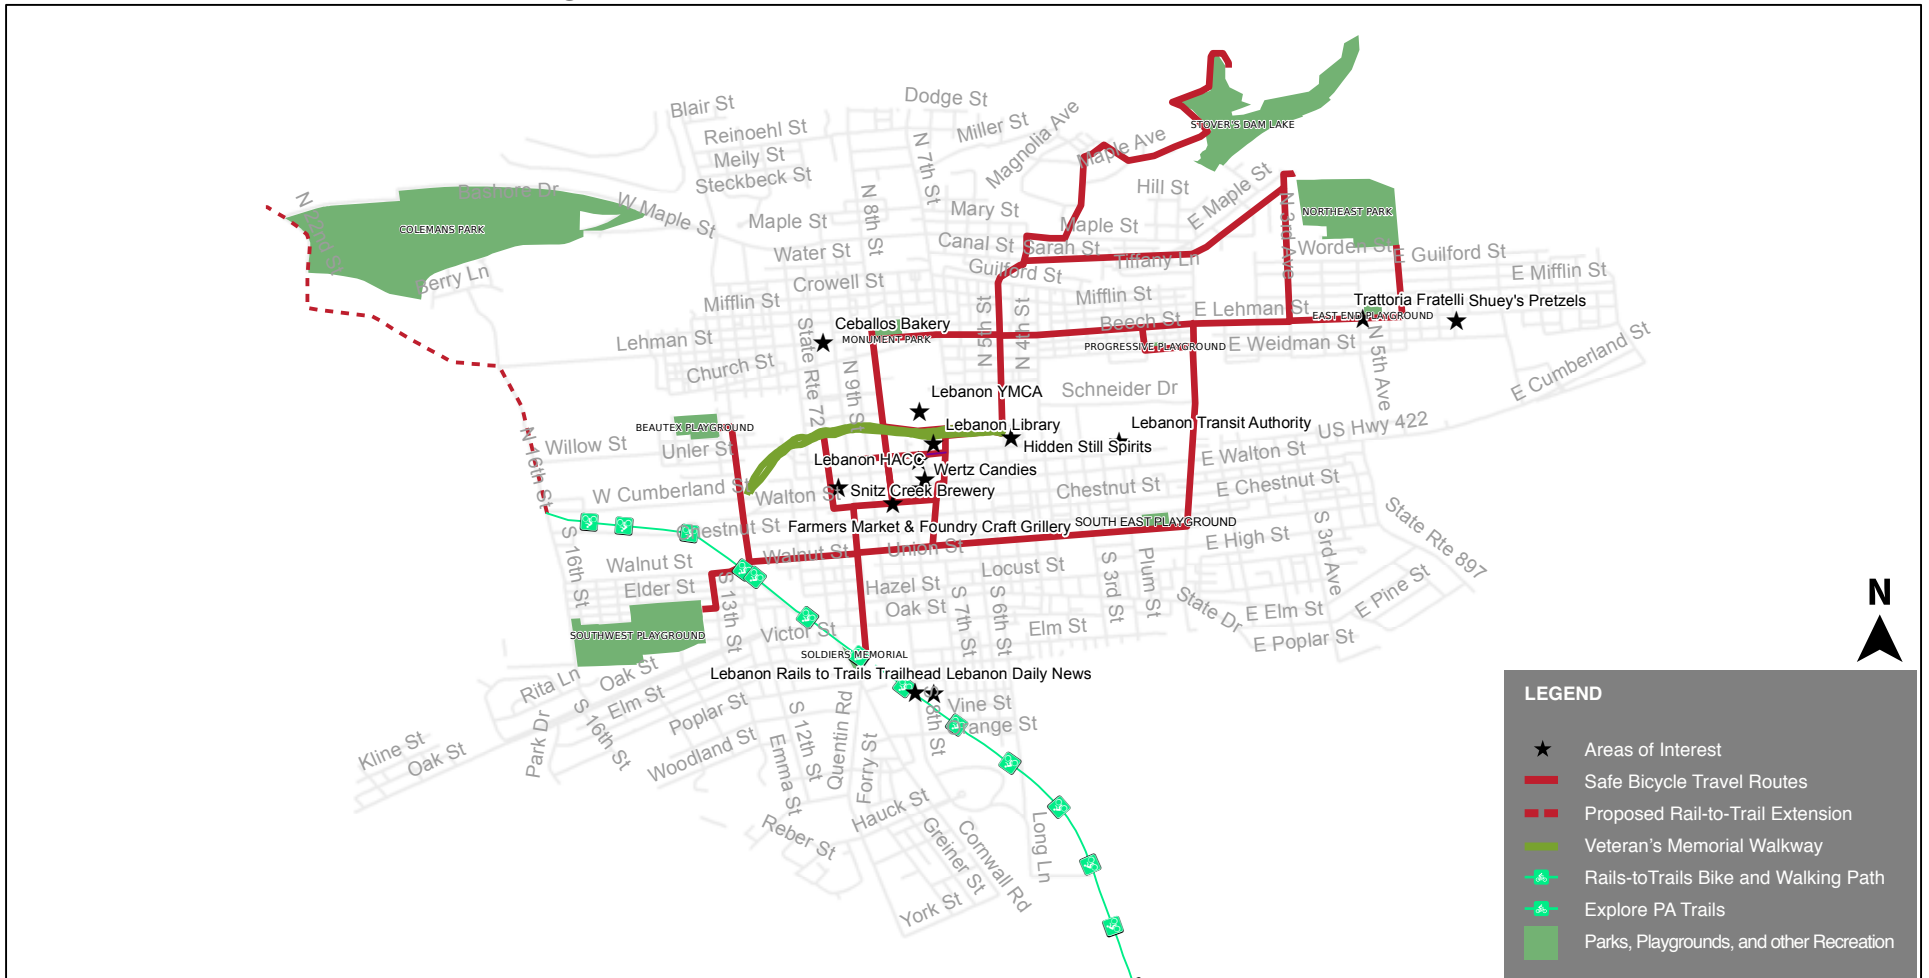 Blair St
Dodge St
Reinoehl St
Miller St
Magnolia Ave
N 7th St
Maple Ave
STOVER'S DAM LAKE
Meily St
Steckbeck St
Hill St
E Maple St
W Maple St
N 8th St
Mary St
Maple St
Maple St
N 3rd Ave
NORTHEAST PARK
COLEMANS PARK
Water St
Canal St
Sarah St
Worden St
E Guilford St
Tiffany Ln
Guilford St
E Mifflin St
Crowell St
Mifflin St
Mifflin St
N 5th St
N 4th St
E Lehman St
Trattoria Fratelli
Shuey's Pretzels
EAST END PLAYGROUND
Beech St
State Rte 72
Ceballos Bakery
MONUMENT PARK
Lehman St
PROGRESSIVE PLAYGROUND
E Weidman St
N 5th Ave
E Cumberland St
Church St
N 9th St
Schneider Dr
Lebanon YMCA
BEAUTEX PLAYGROUND
Lebanon Library
Lebanon Transit Authority
US Hwy 422
N 16th St
Willow St
Hidden Still Spirits
Lebanon HACC
E Walton St
Wertz Candies
W Cumberland St
Walton St
Snitz Creek Brewery
Chestnut St
E Chestnut St
State Rte 897
Farmers Market & Foundry Craft Grillery
SOUTH EAST PLAYGROUND
S 3rd Ave
E High St
Walnut St
Walnut St
Union St
S 16th St
Elder St
S 13th St
Hazel St
Locust St
S 3rd St
Plum St
E Pine St
Oak St
S 7th St
S 6th St
State Dr
E Elm St
SOUTHWEST PLAYGROUND
Victor St
Elm St
E Poplar St
SOLDIERS MEMORIAL
Lebanon Rails to Trails Trailhead
Lebanon Daily News
Rita Ln
Oak St
Elm St
Poplar St
Vine St
Park Dr
S 16th St
S 12th St
Quentin Rd
Kline St
Oak St
Woodland St
Emma St
Forry St
Hauck St
Reber St
Greiner St
Cornwall Rd
Long Ln
York St
N
LEGEND
Areas of Interest
Safe Bicycle Travel Routes
Proposed Rail-to-Trail Extension
Veteran's Memorial Walkway
Rails-toTrails Bike and Walking Path
Explore PA Trails
Parks, Playgrounds, and other Recreation